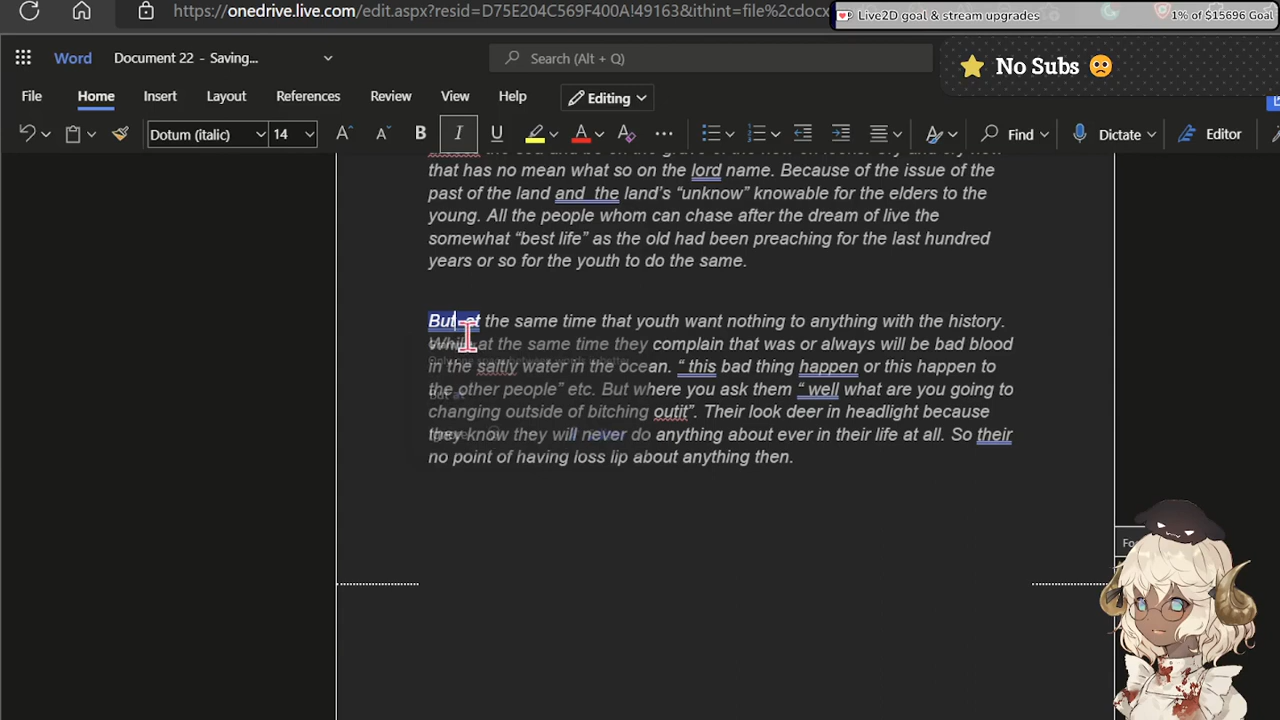 https://onedrive.live.com/edit.aspx?resid=D75E204C569F400A!49163&ithint=file%2cdocx
Live2D goal & stream upgrades
1% of $15696 Goal
Word
Document 22 - Saving...
Search (Alt + Q)
No Subs
File
Home
Insert
Layout
References
Review
View
Help
Editing
Dotum (italic)
14
B
I
U
Find
Dictate
Editor
that has no mean what so on the lord name. Because of the issue of the
past of the land and  the land's “unknow” knowable for the elders to the
young. All the people whom can chase after the dream of live the
somewhat “best life” as the old had been preaching for the last hundred
years or so for the youth to do the same.
But  at the same time that youth want nothing to anything with the history.
While at the same time they complain that was or always will be bad blood
in the saltly water in the ocean. “ this bad thing happen or this happen to
the other people” etc. But where you ask them “ well what are you going to
changing outside of bitching outit”. Their look deer in headlight because
they know they will never do anything about ever in their life at all. So their
no point of having loss lip about anything then.